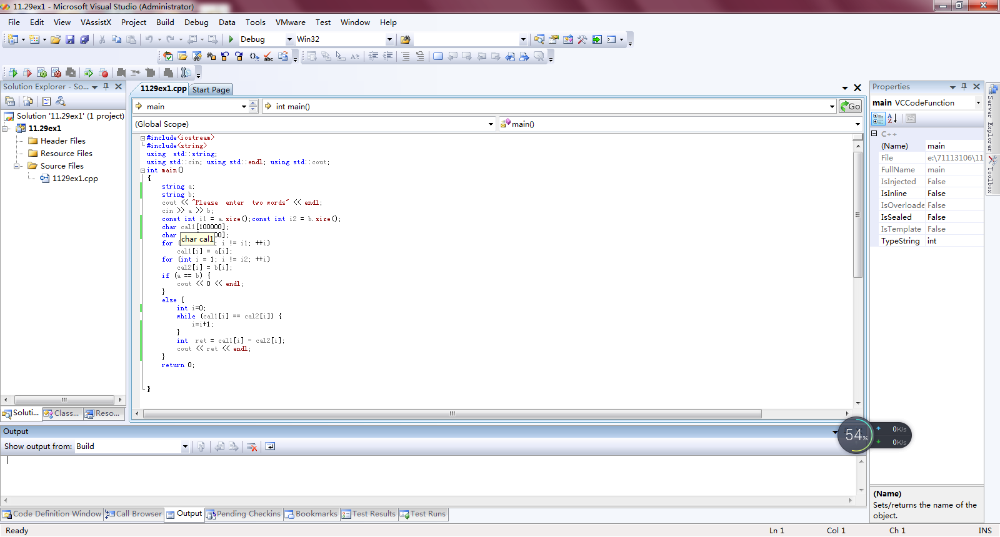 11.29ex1 - Microsoft Visual Studio (Administrator)
File Edit View VAssistX Project Build Debug Data Tools VMware Test Window Help
Debug Win32
Solution Explorer - So...
1129ex1.cpp Start Page
Properties
main int main() Go
main VCCodeFunction
Solution '11.29ex1' (1 project)
11.29ex1
Header Files
Resource Files
Source Files
1129ex1.cpp
(Global Scope) main()
#include<iostream>
#include<string>
using std::string;
using std::cin; using std::endl; using std::cout;
int main()
{
string a;
string b;
cout << "Please enter two words" << endl;
cin >> a >> b;
const int i1 = a.size();const int i2 = b.size();
char cal1[100000];
char 00];
char cal1
for ( ; i != i1; ++i)
cal1[i] = a[i];
for (int i = 1; i != i2; ++i)
cal2[i] = b[i];
if (a == b) {
cout << 0 << endl;
}
else {
int i=0;
while (cal1[i] == cal2[i]) {
i=i+1;
}
int ret = cal1[i] - cal2[i];
cout << ret << endl;
}
return 0;
}
C++
(Name) main
File e:\71113106\11
FullName main
IsInjected False
IsInline False
IsOverloade False
IsSealed False
IsTemplate False
TypeString int
Server Explorer
Toolbox
Soluti... Class... Reso...
Output
Show output from: Build
54%
0K/s
0K/s
(Name)
Sets/returns the name of the
object.
Code Definition Window Call Browser Output Pending Checkins Bookmarks Test Results Test Runs
Ready Ln 1 Col 1 Ch 1 INS